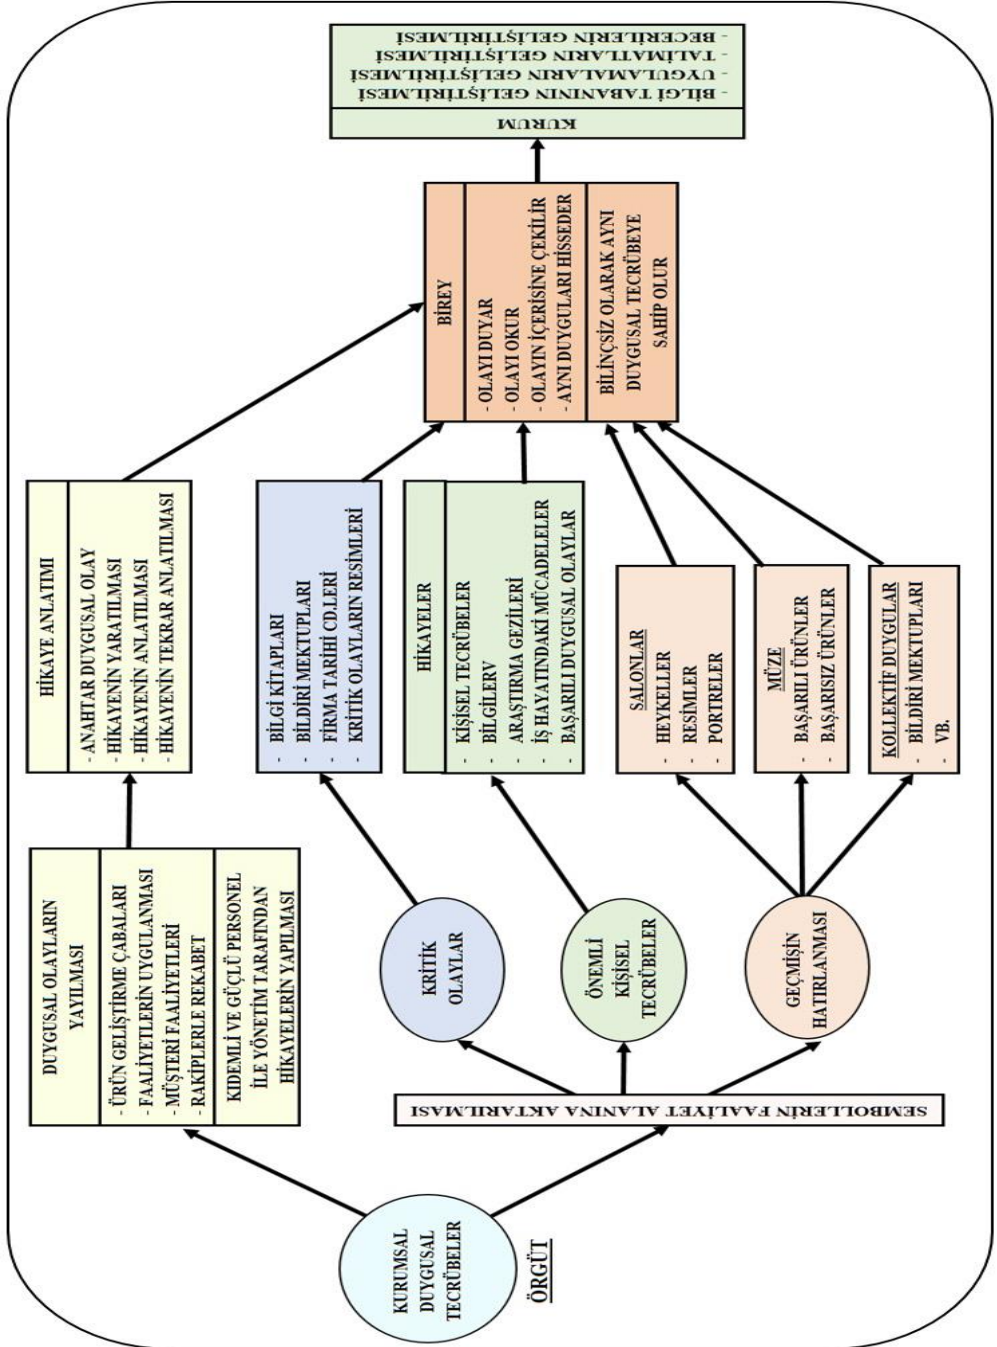 KURUMSAL
DUYGUSAL
TECRÜBELER
ÖRGÜT
DUYGUSAL OLAYLARIN
YAYILMASI
- ÜRÜN GELİŞTİRME ÇABALARI
- FAALİYETLERİN UYGULANMASI
- MÜŞTERİ FAALİYETLERİ
- RAKİPLERLE REKABET
KIDEMLİ VE GÜÇLÜ PERSONEL
İLE YÖNETİM TARAFINDAN
HİKAYELERİN YAPILMASI
SEMBOLLERİN FAALİYET ALANINA AKTARILMASI
KRİTİK
OLAYLAR
ÖNEMLİ
KİŞİSEL
TECRÜBELER
GEÇMİŞİN
HATIRLANMASI
HİKAYE ANLATIMI
- ANAHTAR DUYGUSAL OLAY
- HİKAYENİN YARATILMASI
- HİKAYENİN ANLATILMASI
- HİKAYENİN TEKRAR ANLATILMASI
- BİLGİ KİTAPLARI
- BİLDİRİ MEKTUPLARI
- FİRMA TARİHİ CD.LERİ
- KRİTİK OLAYLARIN RESİMLERİ
HİKAYELER
- KİŞİSEL TECRÜBELER
- BİLGİLERV
- ARAŞTIRMA GEZİLERİ
- İŞ HAYATINDAKİ MÜCADELELER
- BAŞARILI DUYGUSAL OLAYLAR
SALONLAR
- HEYKELLER
- RESİMLER
- PORTRELER
MÜZE
- BAŞARILI ÜRÜNLER
- BAŞARISIZ ÜRÜNLER
KOLLEKTİF DUYGULAR
- BİLDİRİ MEKTUPLARI
- VB.
BİREY
- OLAYI DUYAR
- OLAYI OKUR
- OLAYIN İÇERİSİNE ÇEKİLİR
- AYNI DUYGULARI HİSSEDER
BİLİNÇSİZ OLARAK AYNI
DUYGUSAL TECRÜBEYE
SAHİP OLUR
KURUM
- BİLGİ TABANININ GELİŞTİRİLMESİ
- UYGULAMALARIN GELİŞTİRİLMESİ
- TALİMATLARIN GELİŞTİRİLMESİ
- BECERİLERİN GELİŞTİRİLMESİ